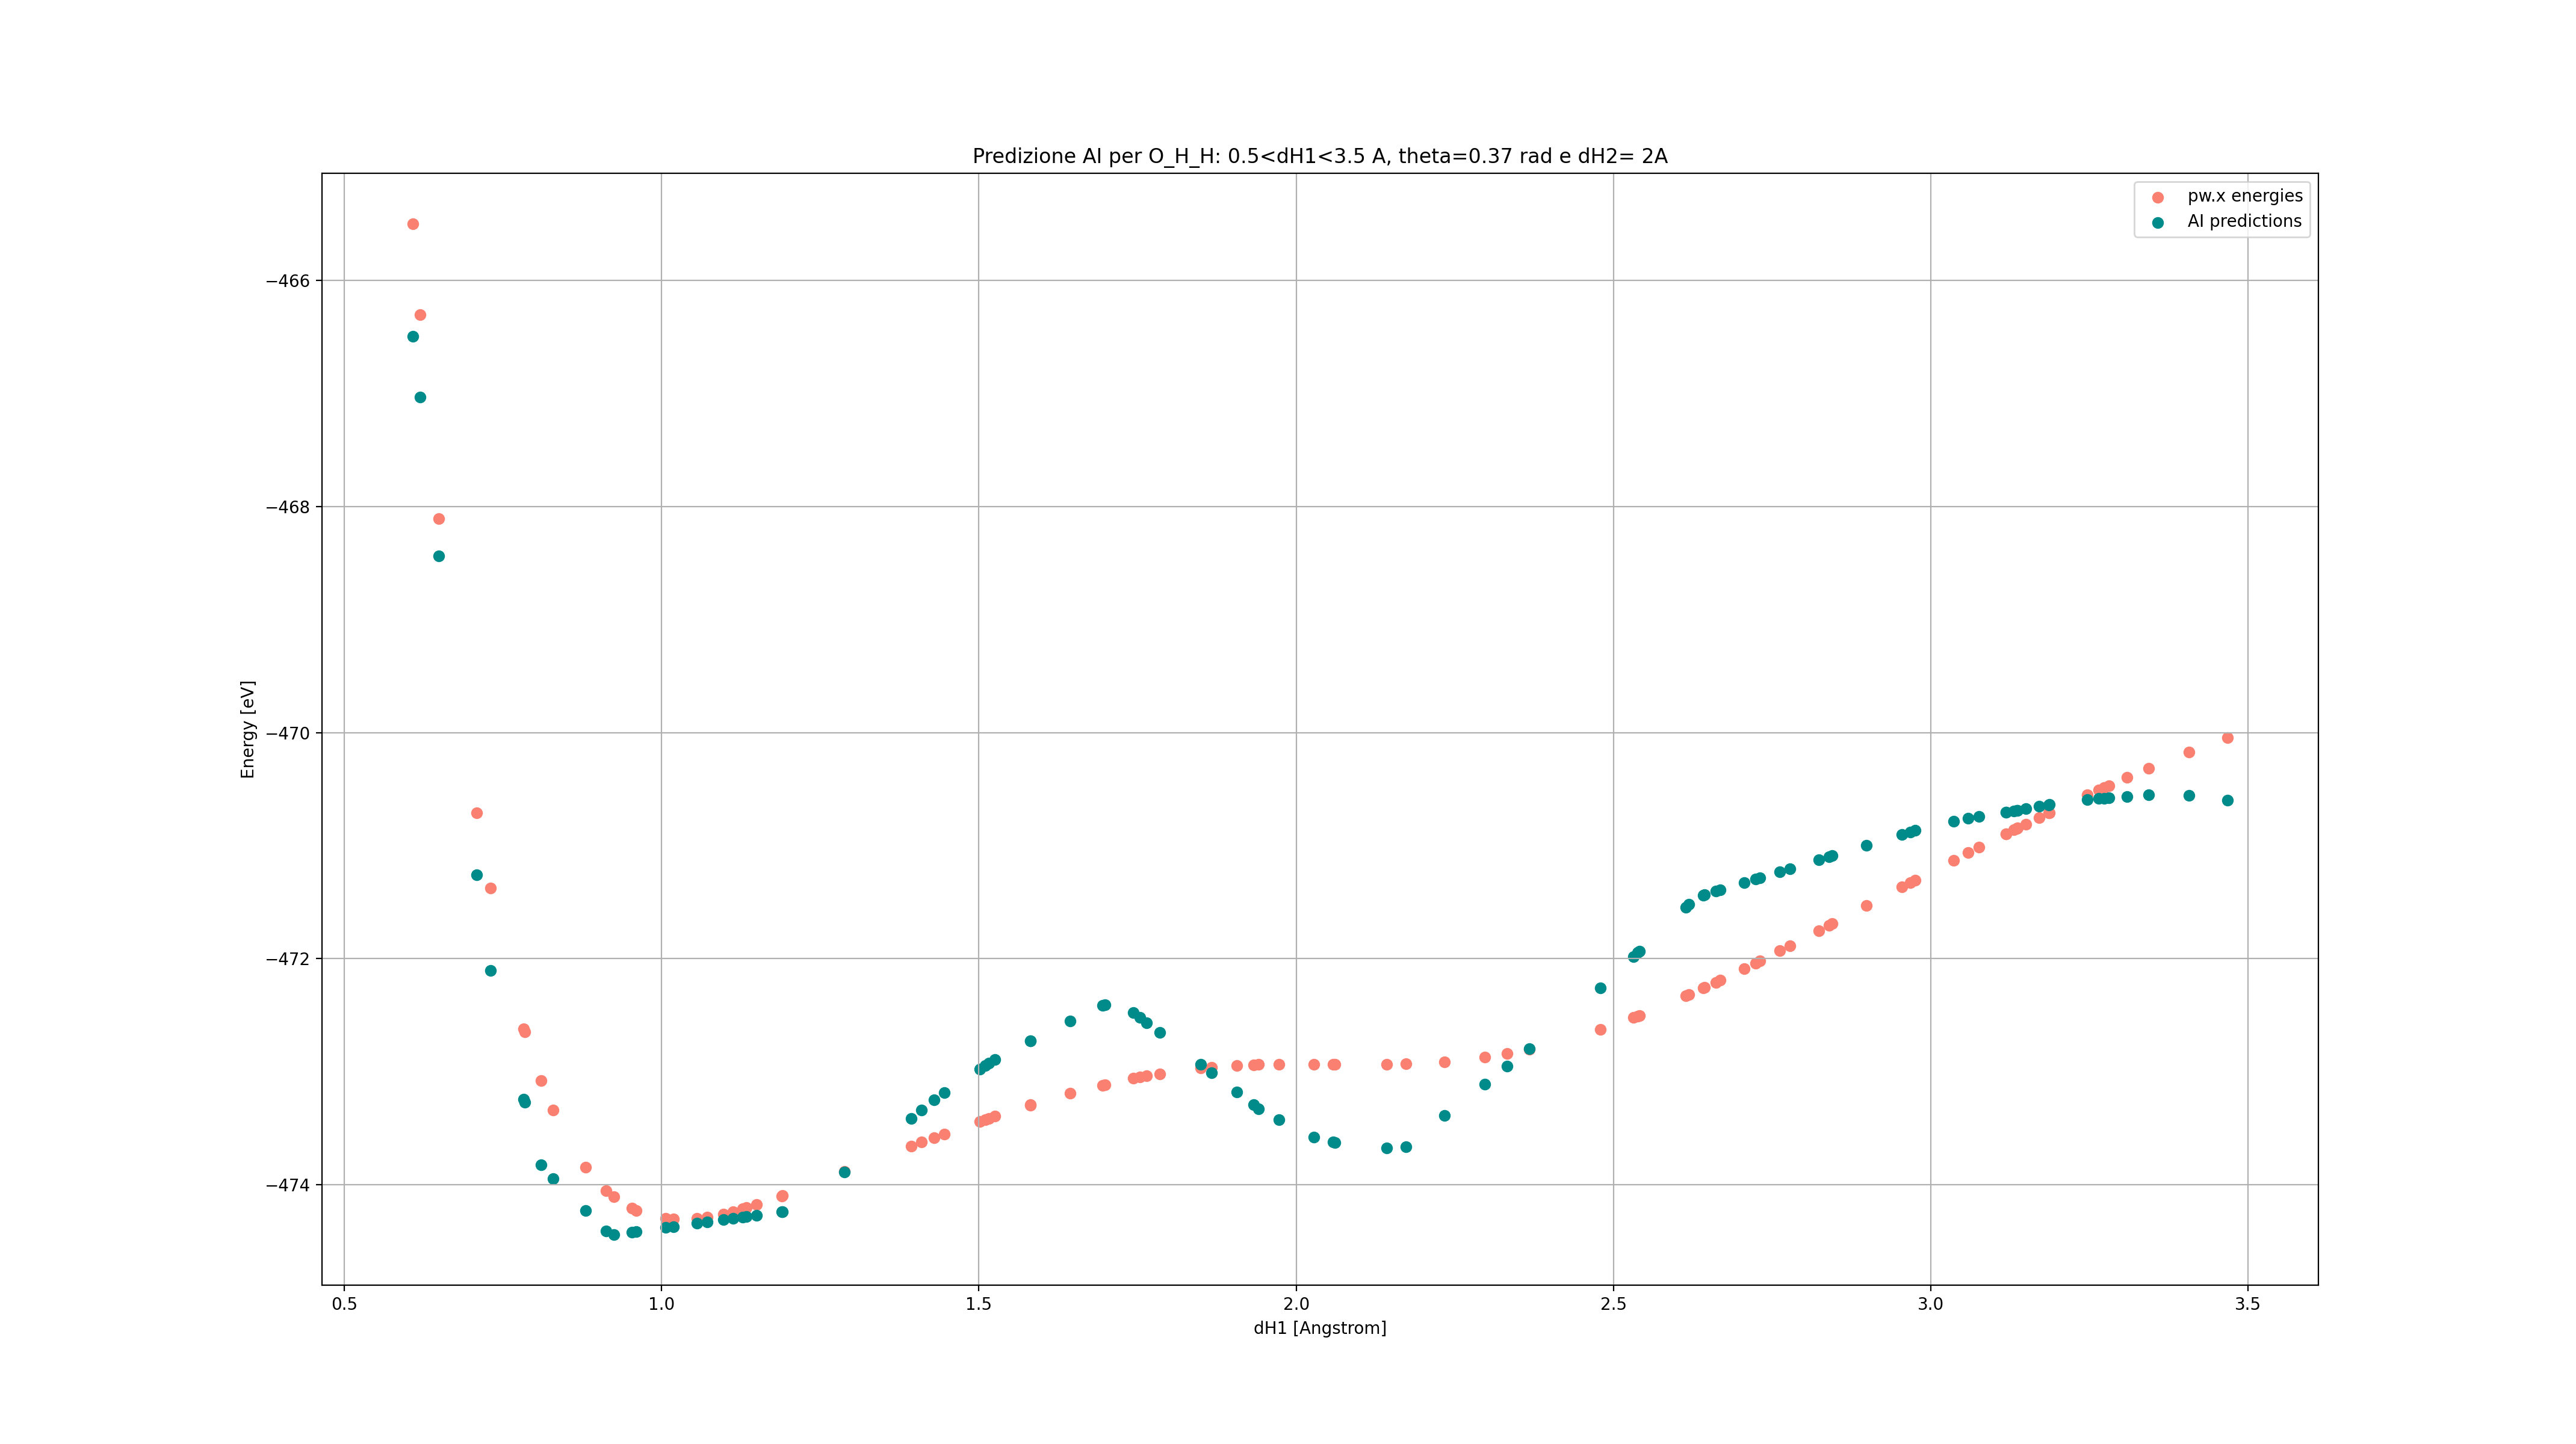 Predizione AI per O_H_H: 0.5<dH1<3.5 A, theta=0.37 rad e dH2= 2A
pw.x energies
AI predictions
−466
−468
−470
−472
−474
Energy [eV]
0.5 1.0 1.5 2.0 2.5 3.0 3.5
dH1 [Angstrom]